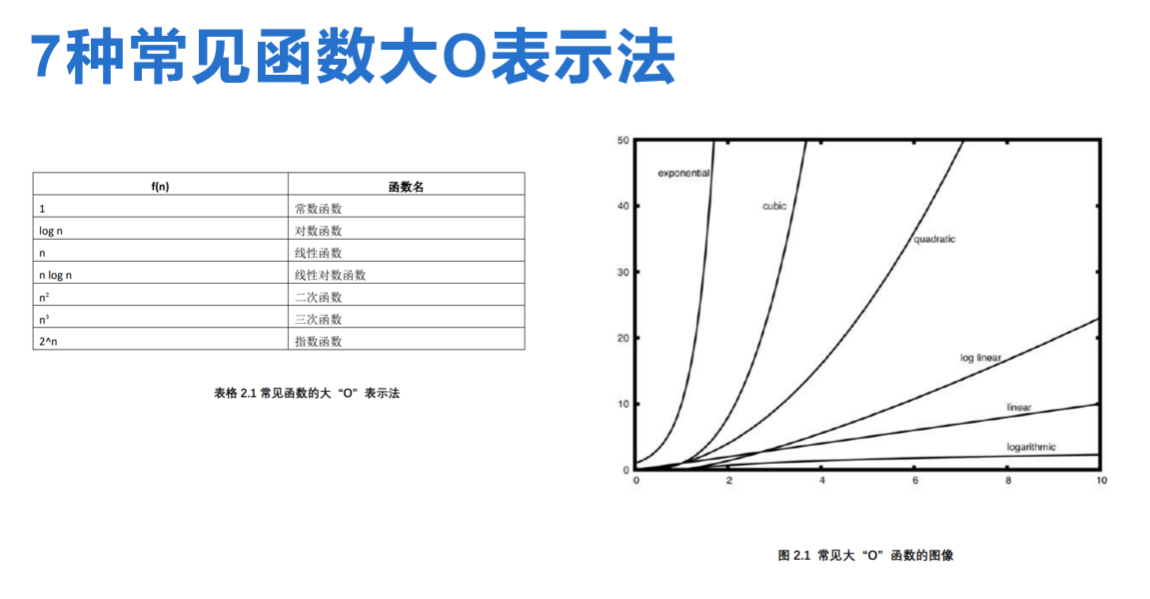 7种常见函数大O表示法
f(n) 函数名
1 常数函数
log n 对数函数
n 线性函数
n log n 线性对数函数
n² 二次函数
n³ 三次函数
2^n 指数函数
表格 2.1 常见函数的大 “O” 表示法
50
exponential
cubic
40
quadratic
30
20
log linear
10
linear
logarithmic
0
0 2 4 6 8 10
图 2.1 常见大 “O” 函数的图像